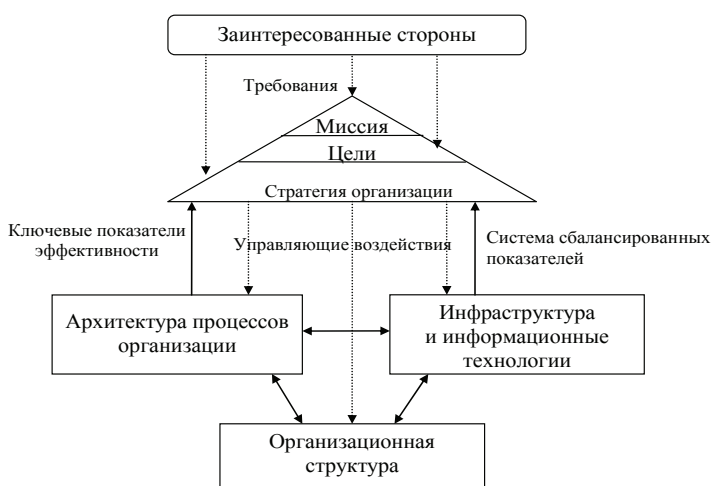 Заинтересованные стороны
Требования
Миссия
Цели
Стратегия организации
Ключевые показатели
эффективности
Управляющие воздействия
Система сбалансированных
показателей
Архитектура процессов
организации
Инфраструктура
и информационные
технологии
Организационная
структура